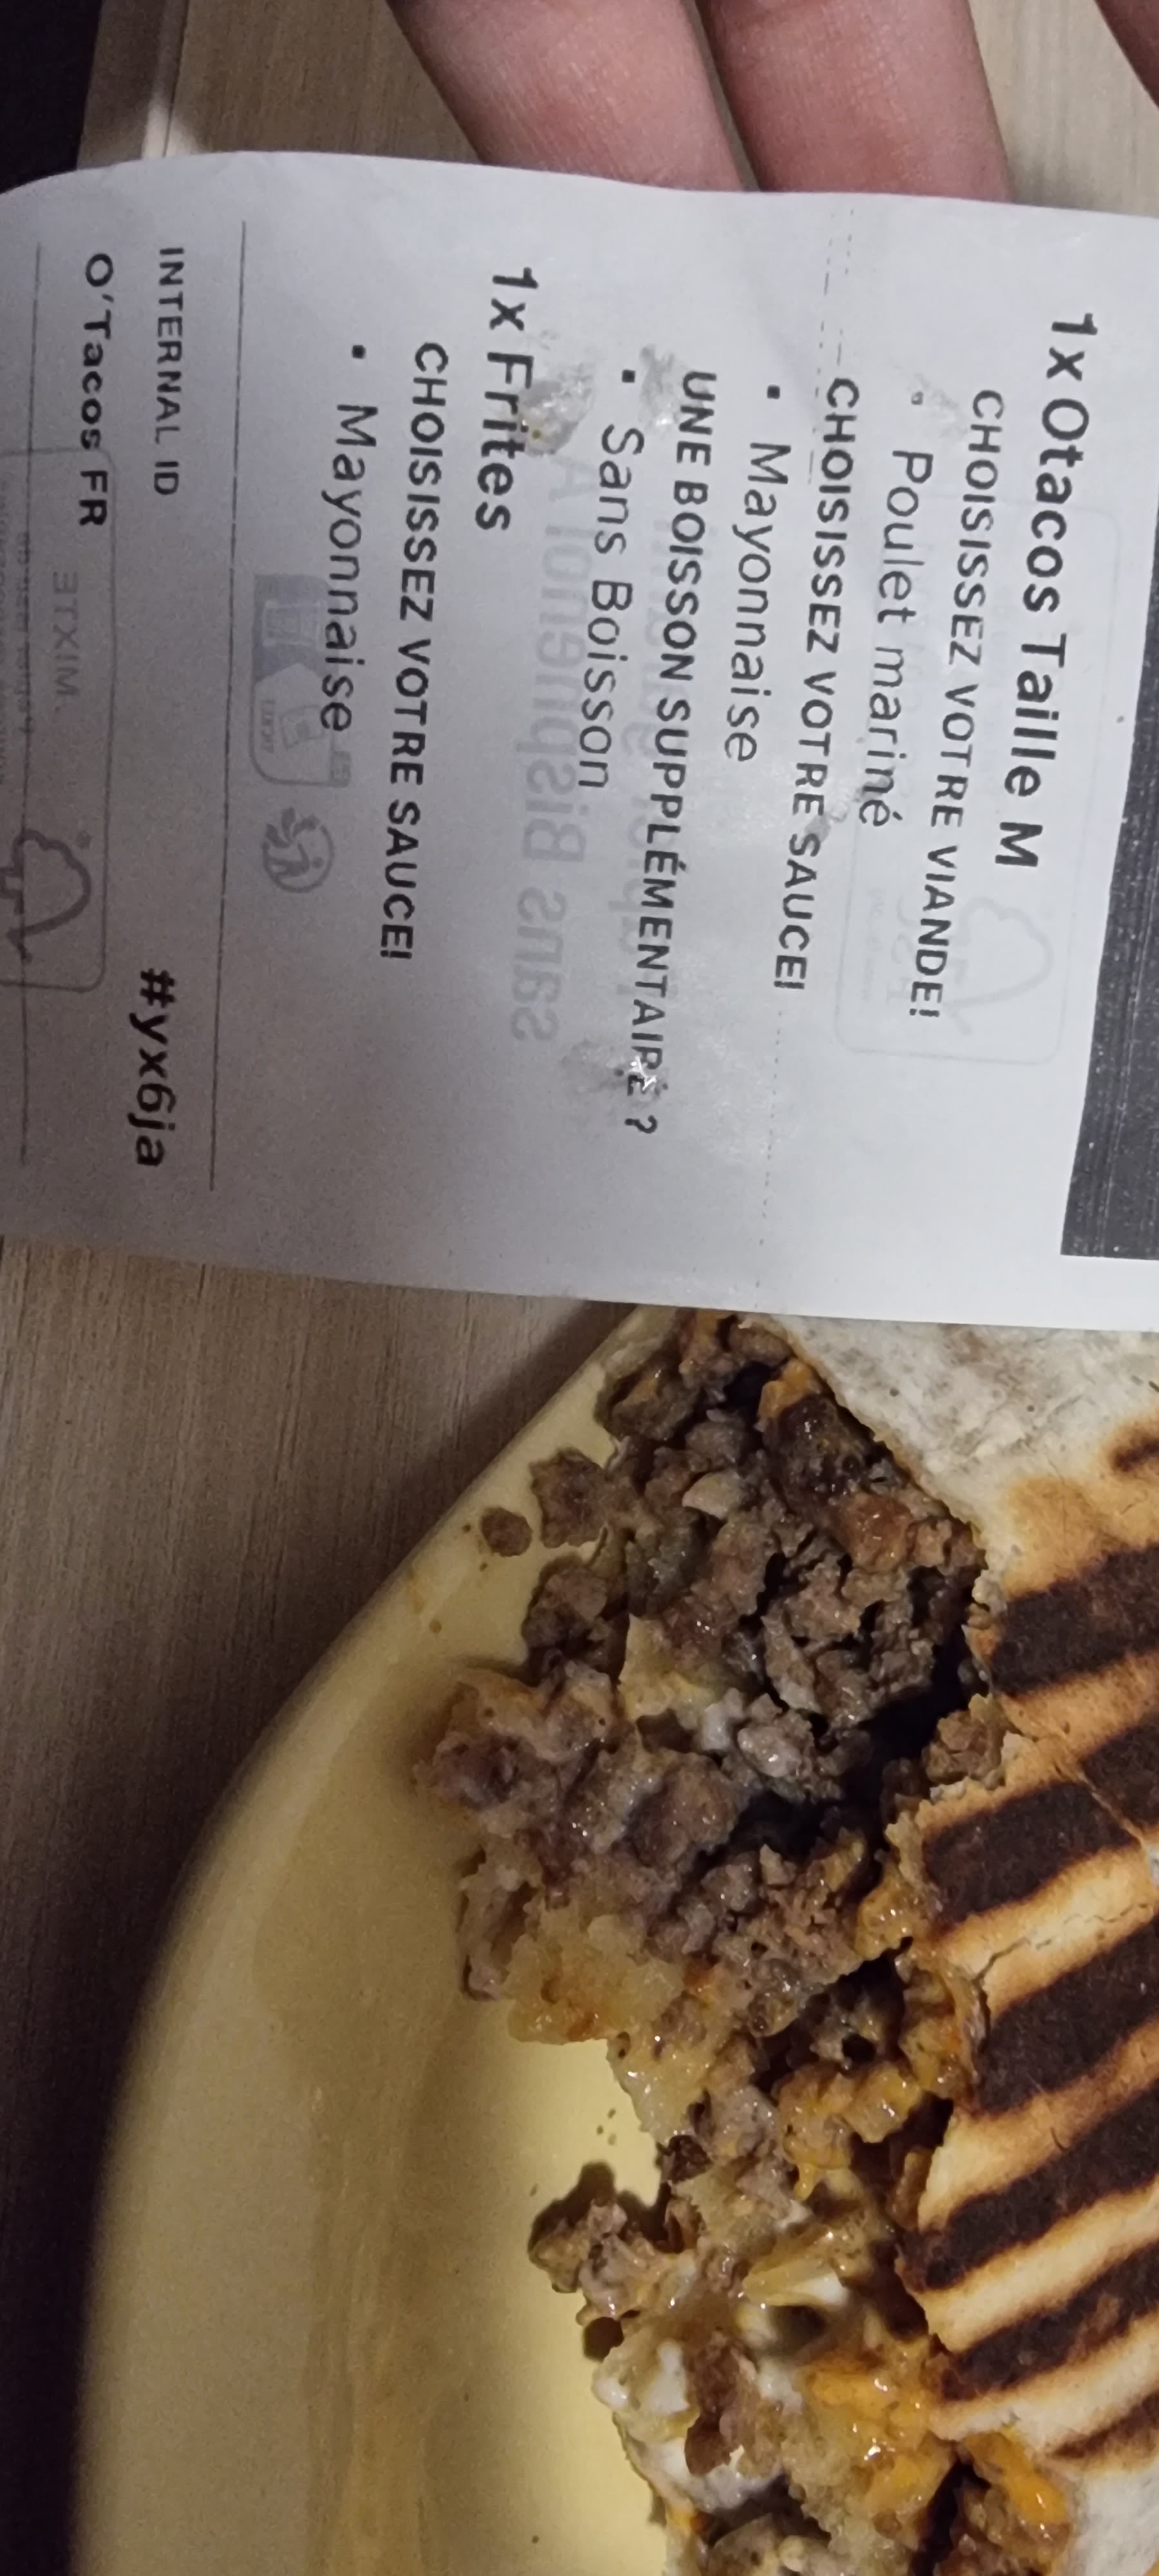 1x Otacos Taille M
CHOISISSEZ VOTRE VIANDE!
• Poulet mariné
CHOISISSEZ VOTRE SAUCE!
• Mayonnaise
UNE BOISSON SUPPLÉMENTAIRE ?
• Sans Boisson
1x Frites
CHOISISSEZ VOTRE SAUCE!
• Mayonnaise
INTERNAL ID
#yx6ja
O'Tacos FR
MIXTE